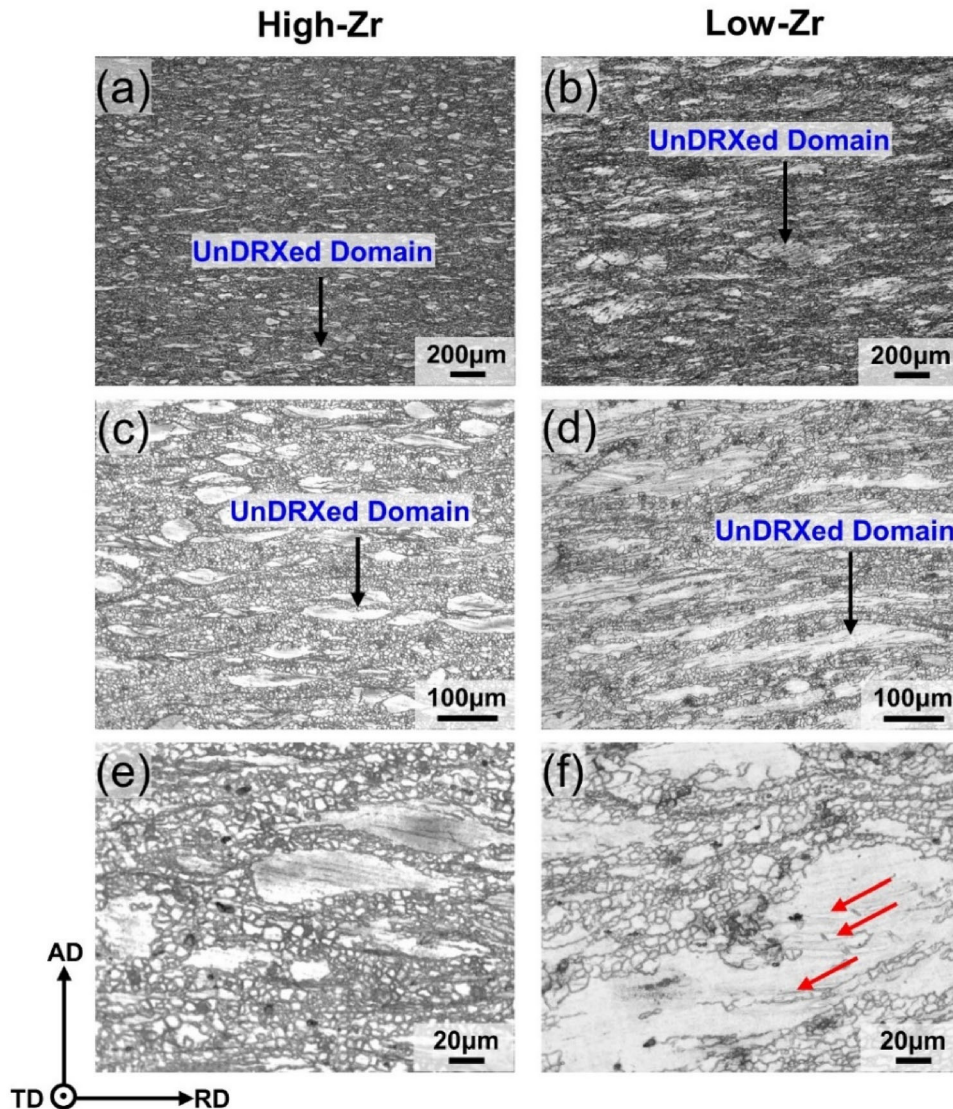 High-Zr
Low-Zr
(a)
UnDRXed Domain
200μm
(b)
UnDRXed Domain
200μm
(c)
UnDRXed Domain
100μm
(d)
UnDRXed Domain
100μm
(e)
20μm
(f)
20μm
AD
TD
RD